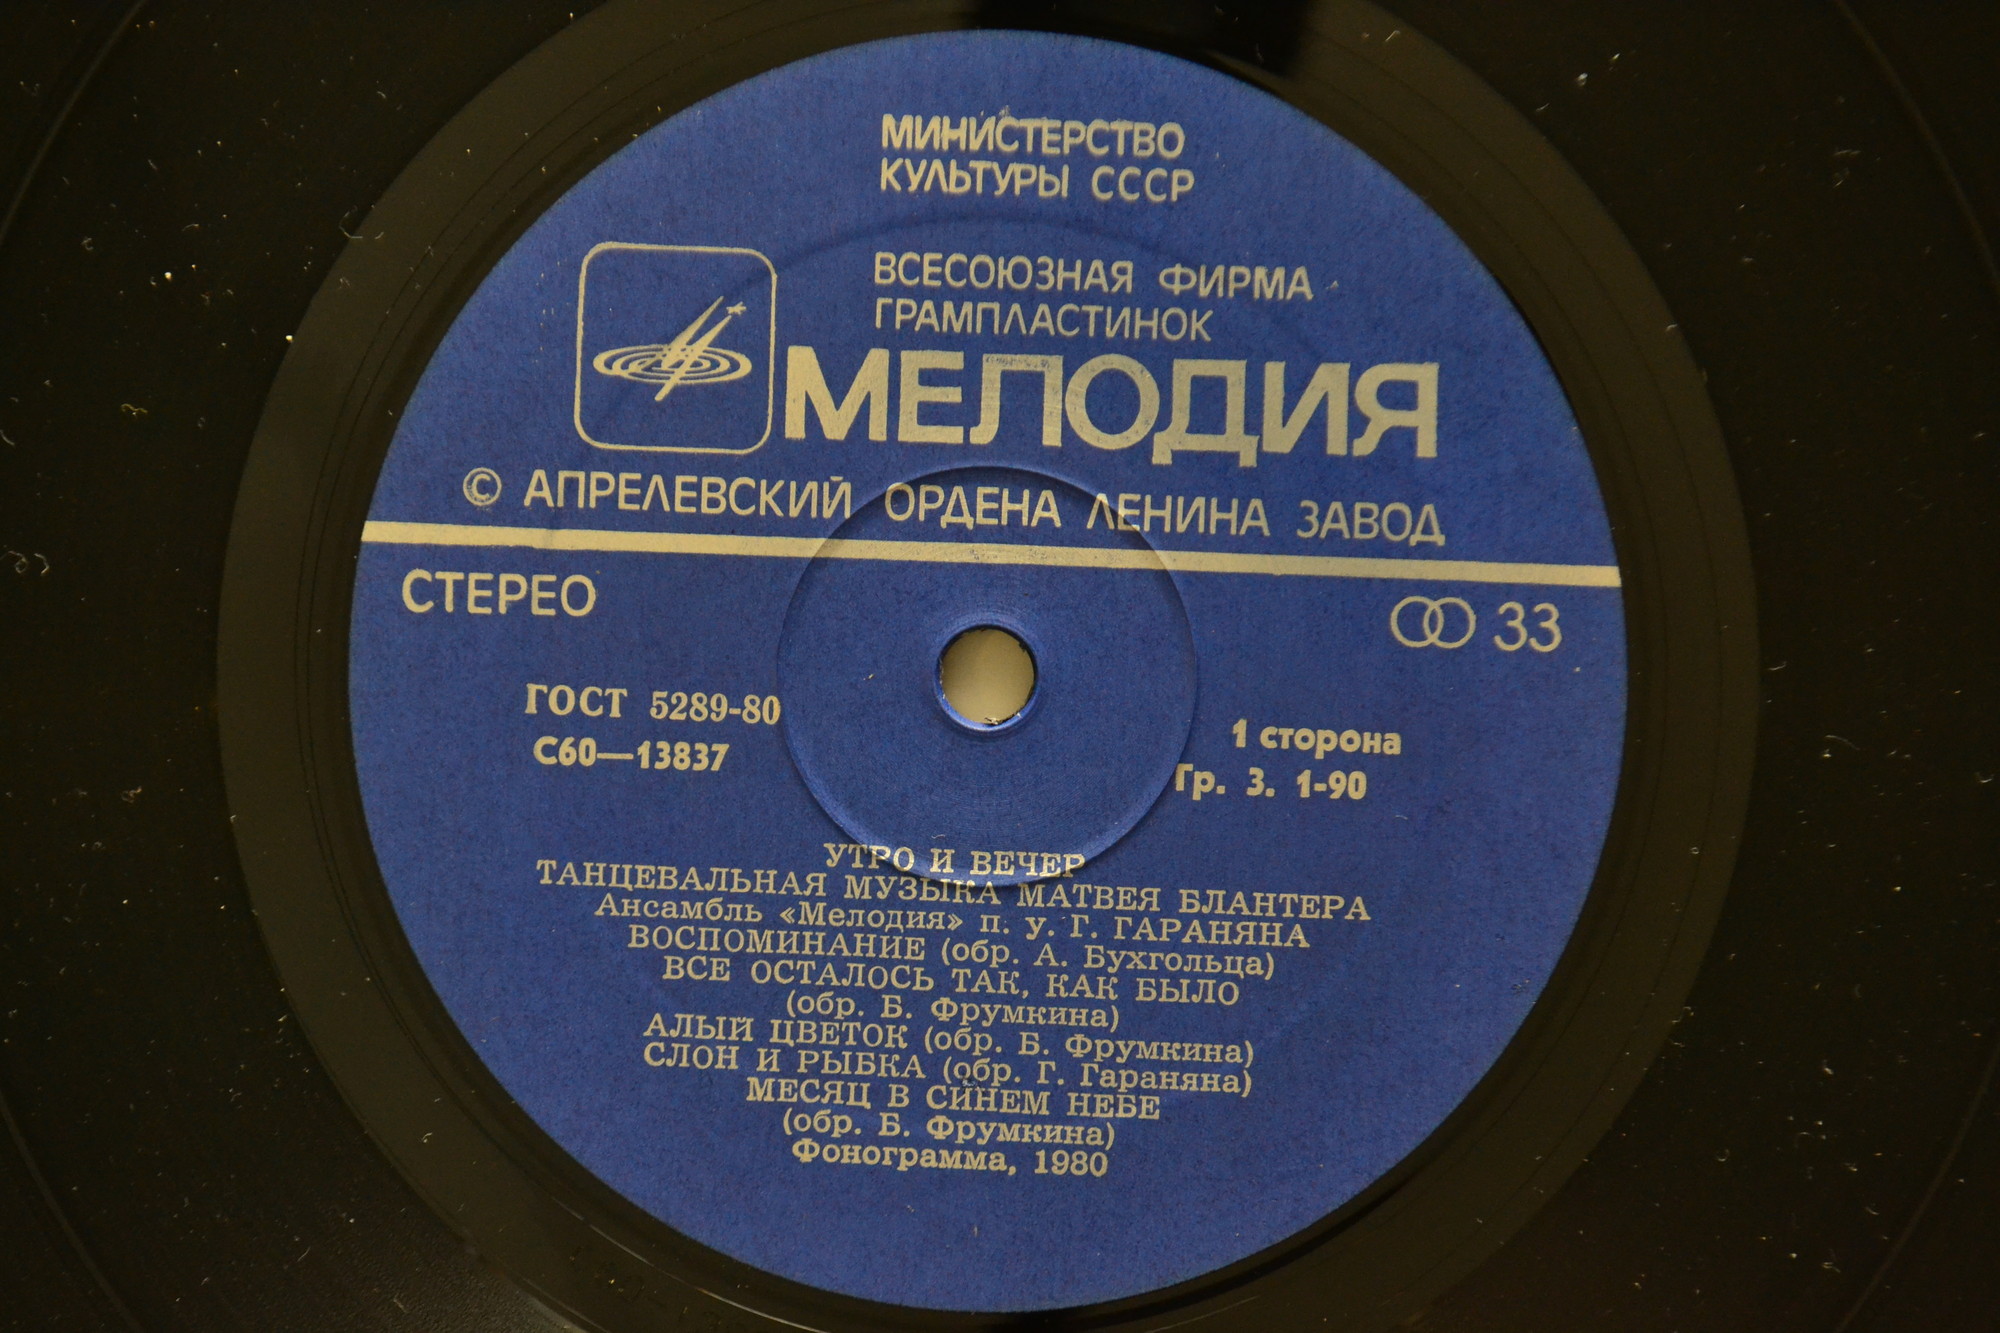 МИНИСТЕРСТВО
КУЛЬТУРЫ СССР
ВСЕСОЮЗНАЯ ФИРМА
ГРАМПЛАСТИНОК
МЕЛОДИЯ
© АПРЕЛЕВСКИЙ ОРДЕНА ЛЕНИНА ЗАВОД
СТЕРЕО
33
ГОСТ 5289-80
С60—13837
1 сторона
Гр. 3. 1-90
УТРО И ВЕЧЕР
ТАНЦЕВАЛЬНАЯ МУЗЫКА МАТВЕЯ БЛАНТЕРА
Ансамбль «Мелодия» п. у. Г. ГАРАНЯНА
ВОСПОМИНАНИЕ (обр. А. Бухгольца)
ВСЕ ОСТАЛОСЬ ТАК, КАК БЫЛО
(обр. Б. Фрумкина)
АЛЫЙ ЦВЕТОК (обр. Б. Фрумкина)
СЛОН И РЫБКА (обр. Г. Гараняна)
МЕСЯЦ В СИНЕМ НЕБЕ
(обр. Б. Фрумкина)
Фонограмма, 1980